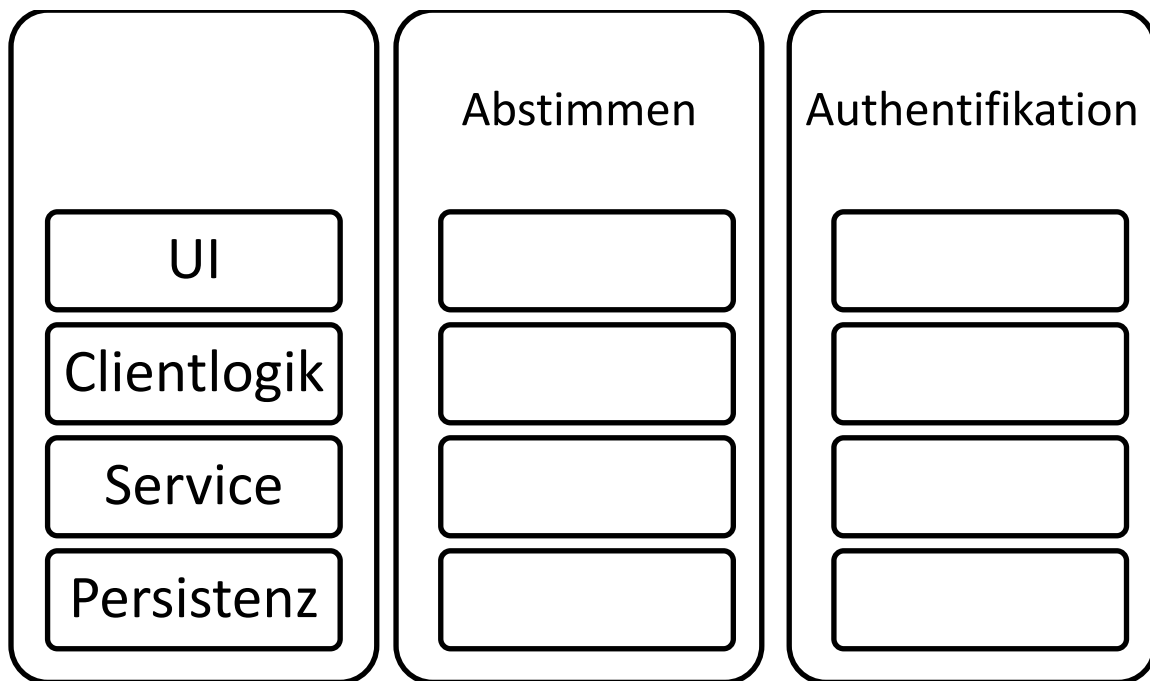 Abstimmen
Authentifikation
UI
Clientlogik
Service
Persistenz